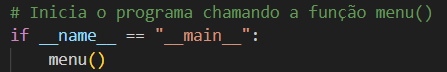 # Inicia o programa chamando a função menu()
if __name__ == "__main__":
    menu()